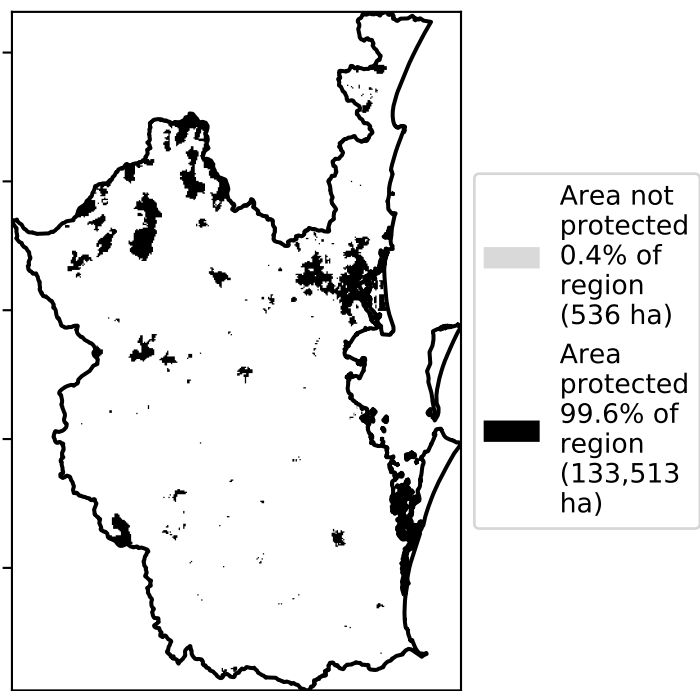 Area not
protected
0.4% of
region
(536 ha)
Area
protected
99.6% of
region
(133,513
ha)